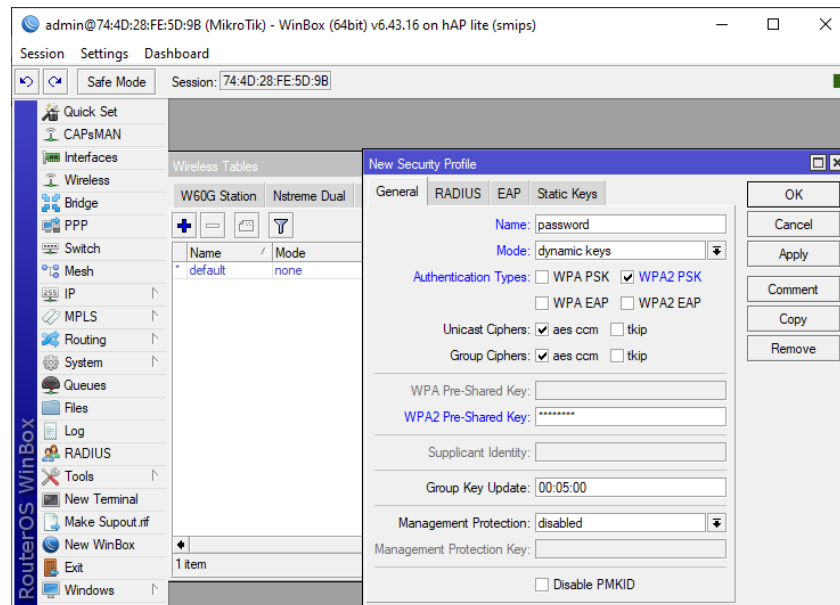 admin@74:4D:28:FE:5D:9B (MikroTik) - WinBox (64bit) v6.43.16 on hAP lite (smips)
Session Settings Dashboard
Safe Mode Session: 74:4D:28:FE:5D:9B
RouterOS WinBox
Quick Set
CAPsMAN
Interfaces
Wireless
Bridge
PPP
Switch
Mesh
IP
MPLS
Routing
System
Queues
Files
Log
RADIUS
Tools
New Terminal
Make Supout.rif
New WinBox
Exit
Windows
Wireless Tables
W60G Station Nstreme Dual
Name / Mode
* default none
1 item
New Security Profile
General RADIUS EAP Static Keys
Name: password
Mode: dynamic keys
Authentication Types: WPA PSK WPA2 PSK
WPA EAP WPA2 EAP
Unicast Ciphers: aes ccm tkip
Group Ciphers: aes ccm tkip
WPA Pre-Shared Key:
WPA2 Pre-Shared Key: ********
Supplicant Identity:
Group Key Update: 00:05:00
Management Protection: disabled
Management Protection Key:
Disable PMKID
OK
Cancel
Apply
Comment
Copy
Remove